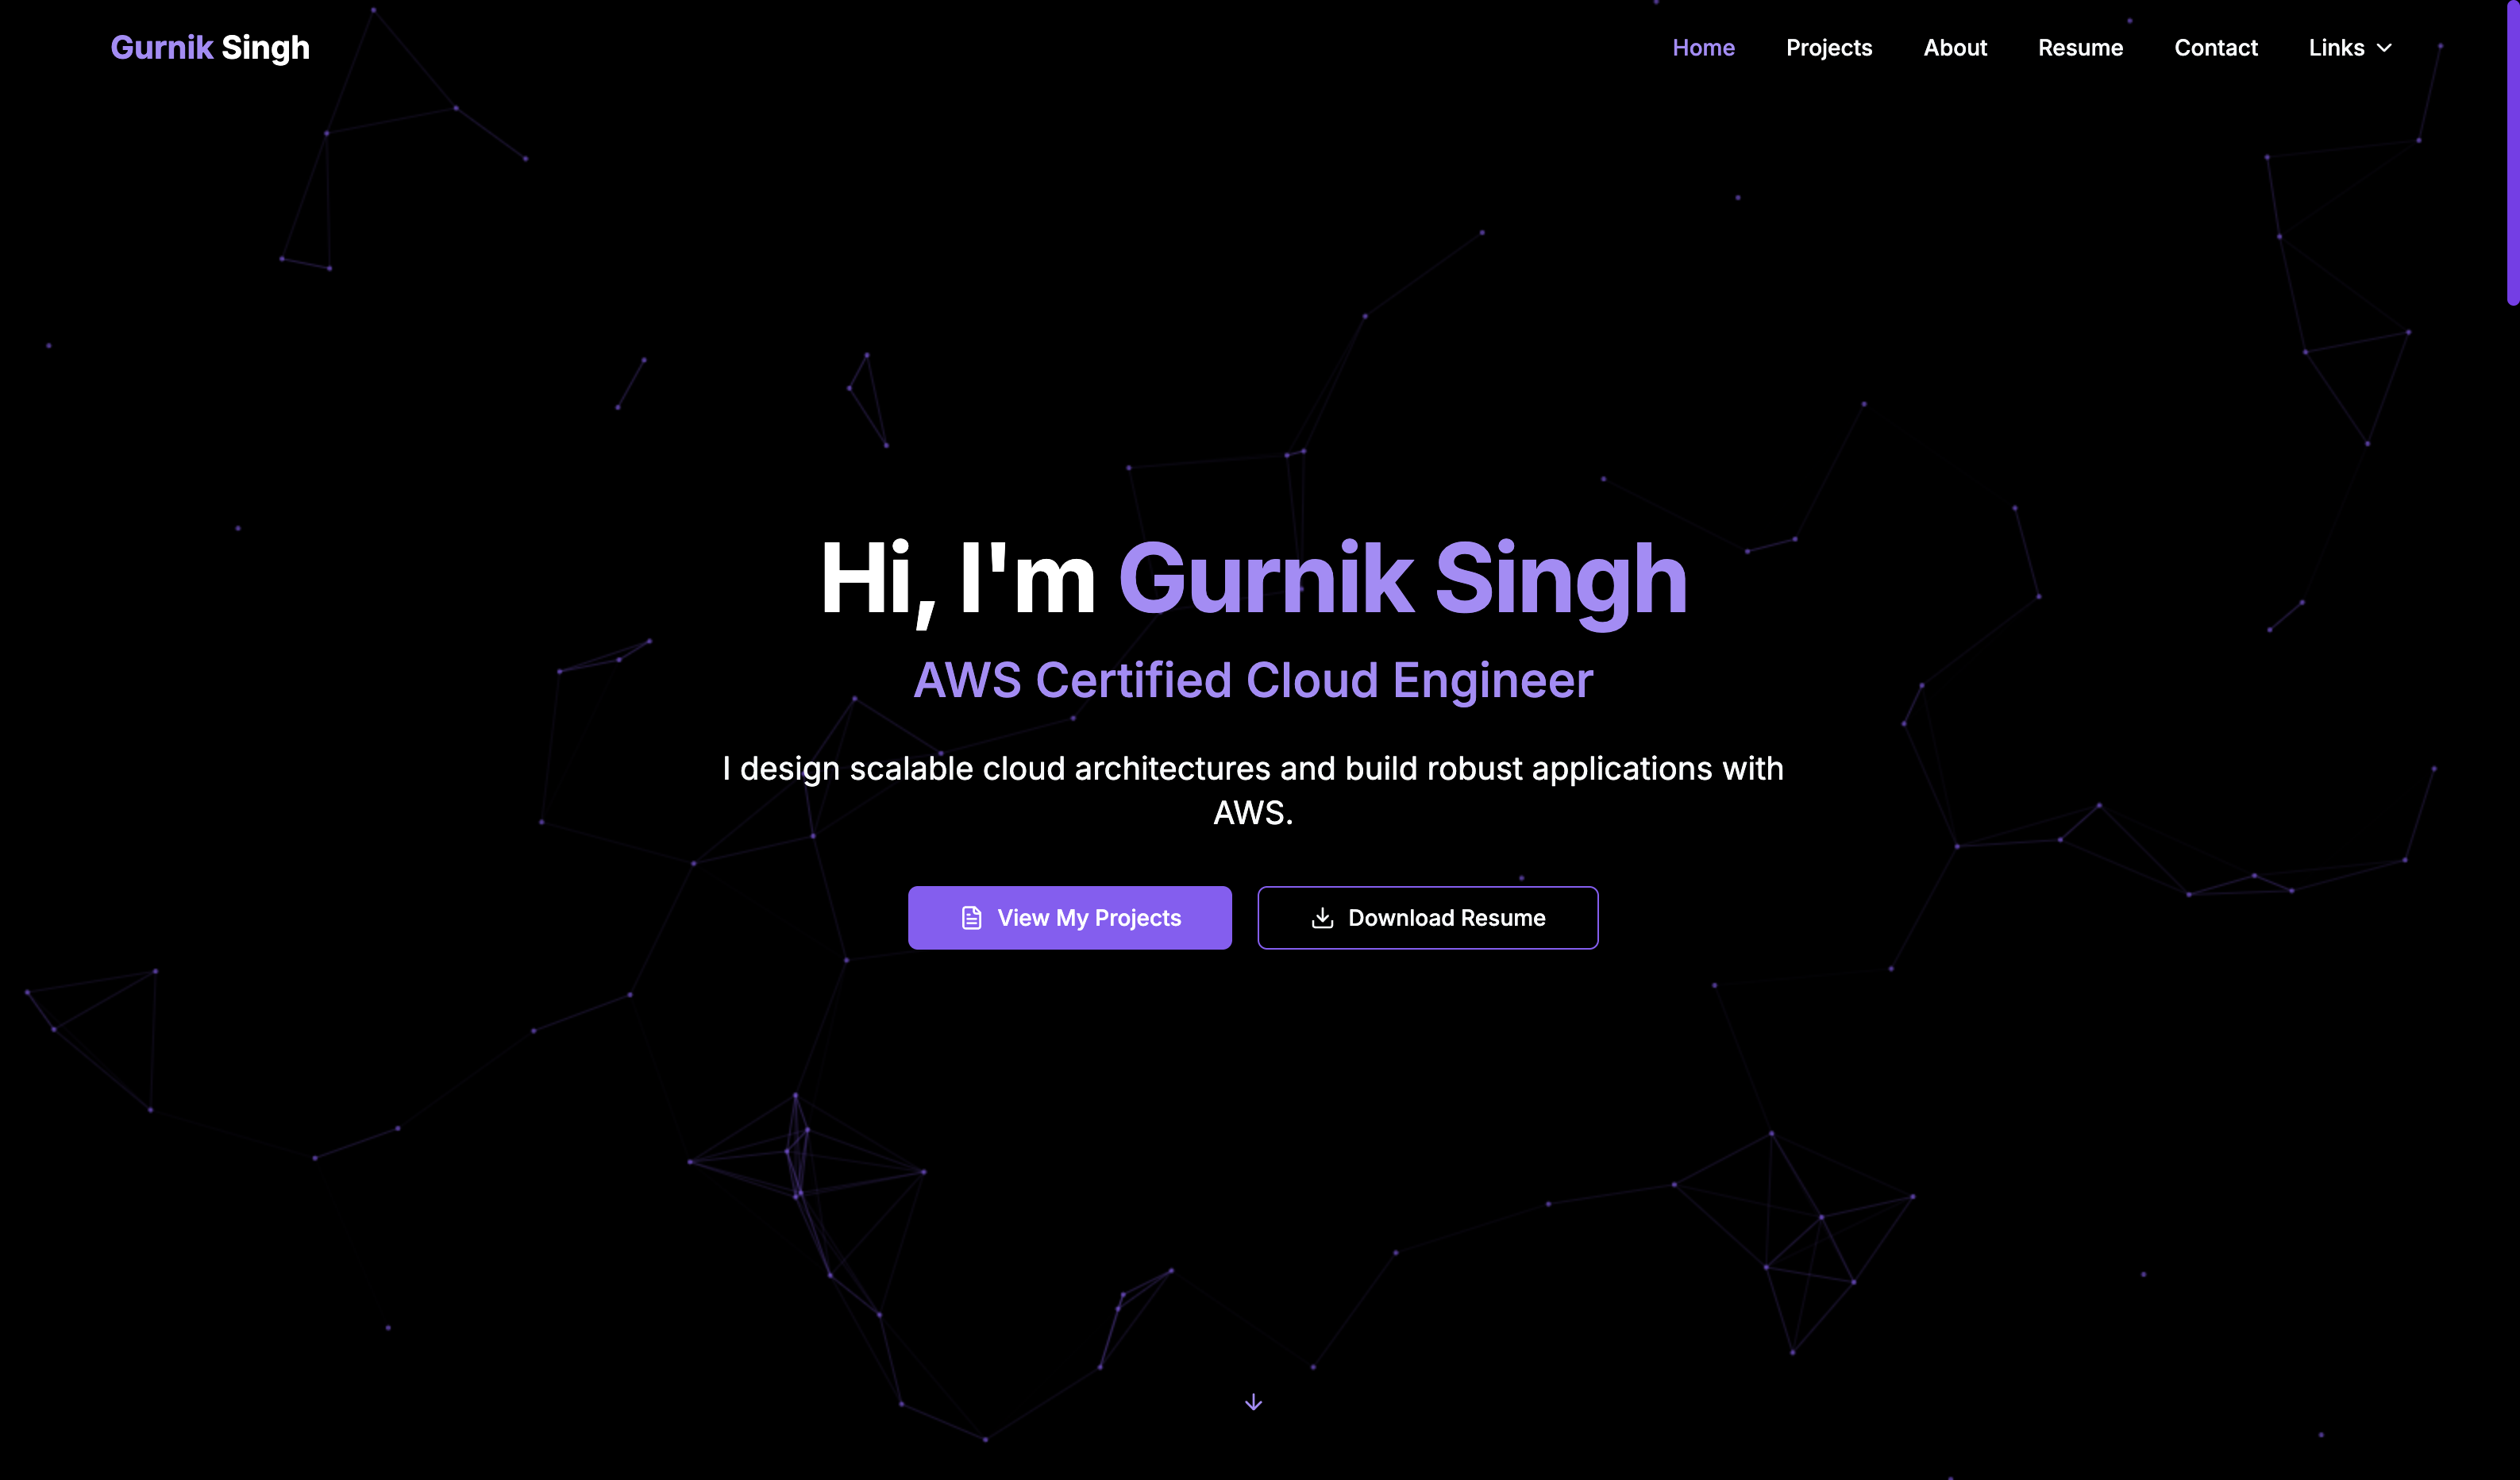 Gurnik Singh
Home Projects About Resume Contact Links
Hi, I'm Gurnik Singh
AWS Certified Cloud Engineer
I design scalable cloud architectures and build robust applications with
AWS.
View My Projects Download Resume